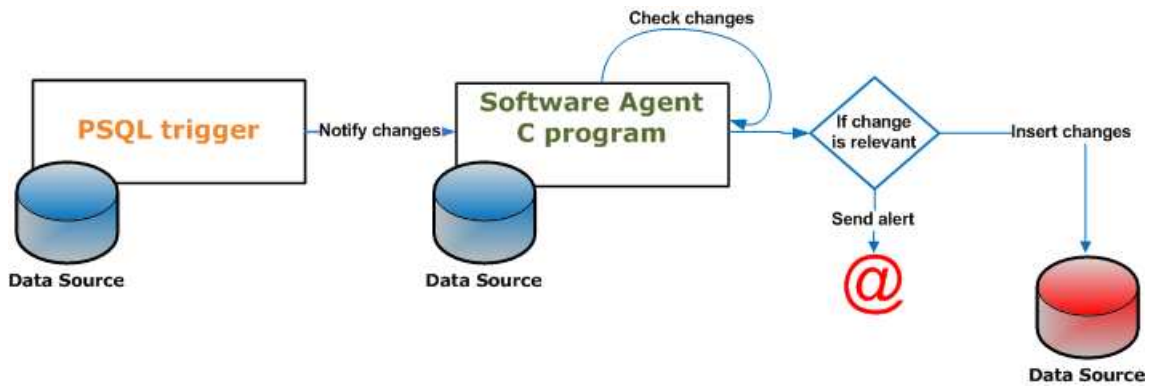 Check changes
PSQL trigger
Notify changes
Software Agent
C program
If change
is relevant
Insert changes
Send alert
@
Data Source
Data Source
Data Source